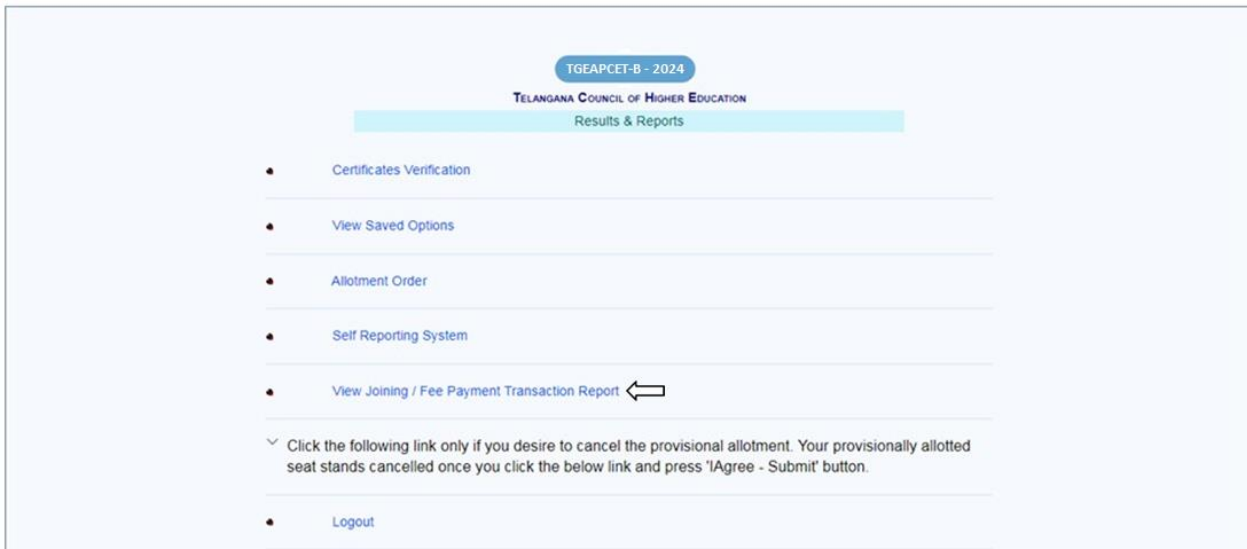 TGEAPCET-B - 2024
TELANGANA COUNCIL OF HIGHER EDUCATION
Results & Reports
Certificates Verification
View Saved Options
Allotment Order
Self Reporting System
View Joining / Fee Payment Transaction Report
Click the following link only if you desire to cancel the provisional allotment. Your provisionally allotted
seat stands cancelled once you click the below link and press 'IAgree - Submit' button.
Logout